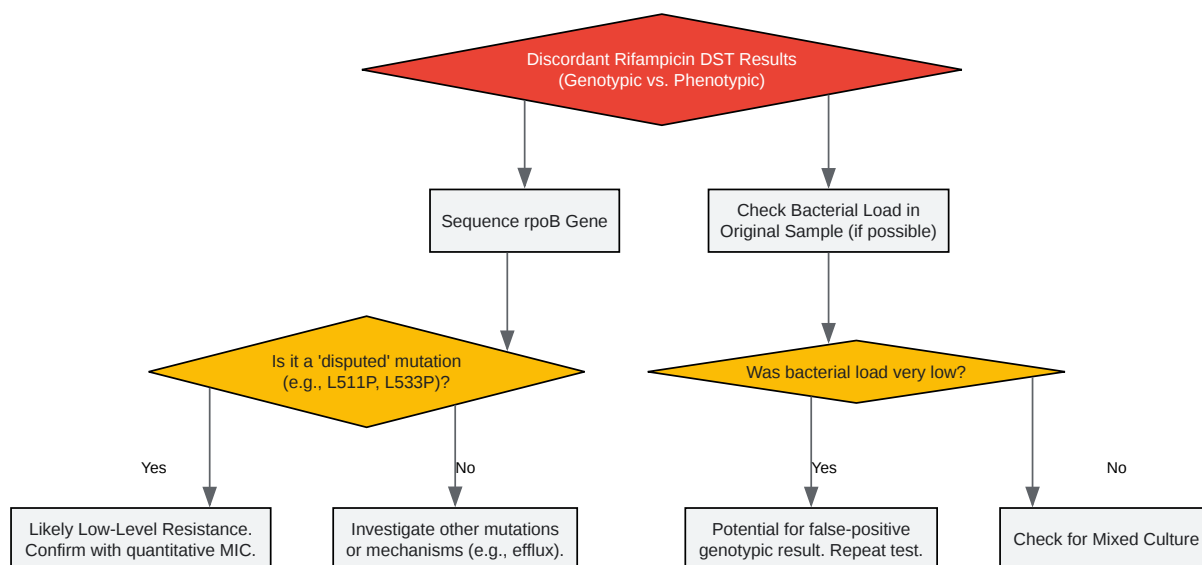 Discordant Rifampicin DST Results
(Genotypic vs. Phenotypic)
Sequence rpoB Gene
Check Bacterial Load in
Original Sample (if possible)
Is it a 'disputed' mutation
(e.g., L511P, L533P)?
Was bacterial load very low?
Yes
No
Yes
No
Likely Low-Level Resistance.
Confirm with quantitative MIC.
Investigate other mutations
or mechanisms (e.g., efflux).
Potential for false-positive
genotypic result. Repeat test.
Check for Mixed Culture